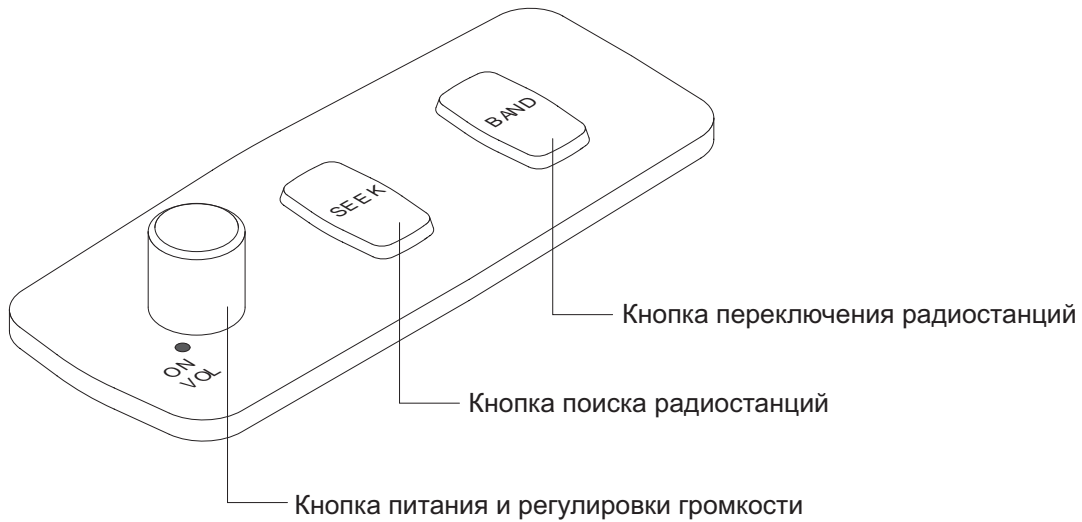 BAND
SEEK
Кнопка переключения радиостанций
ON
VOL
Кнопка поиска радиостанций
Кнопка питания и регулировки громкости